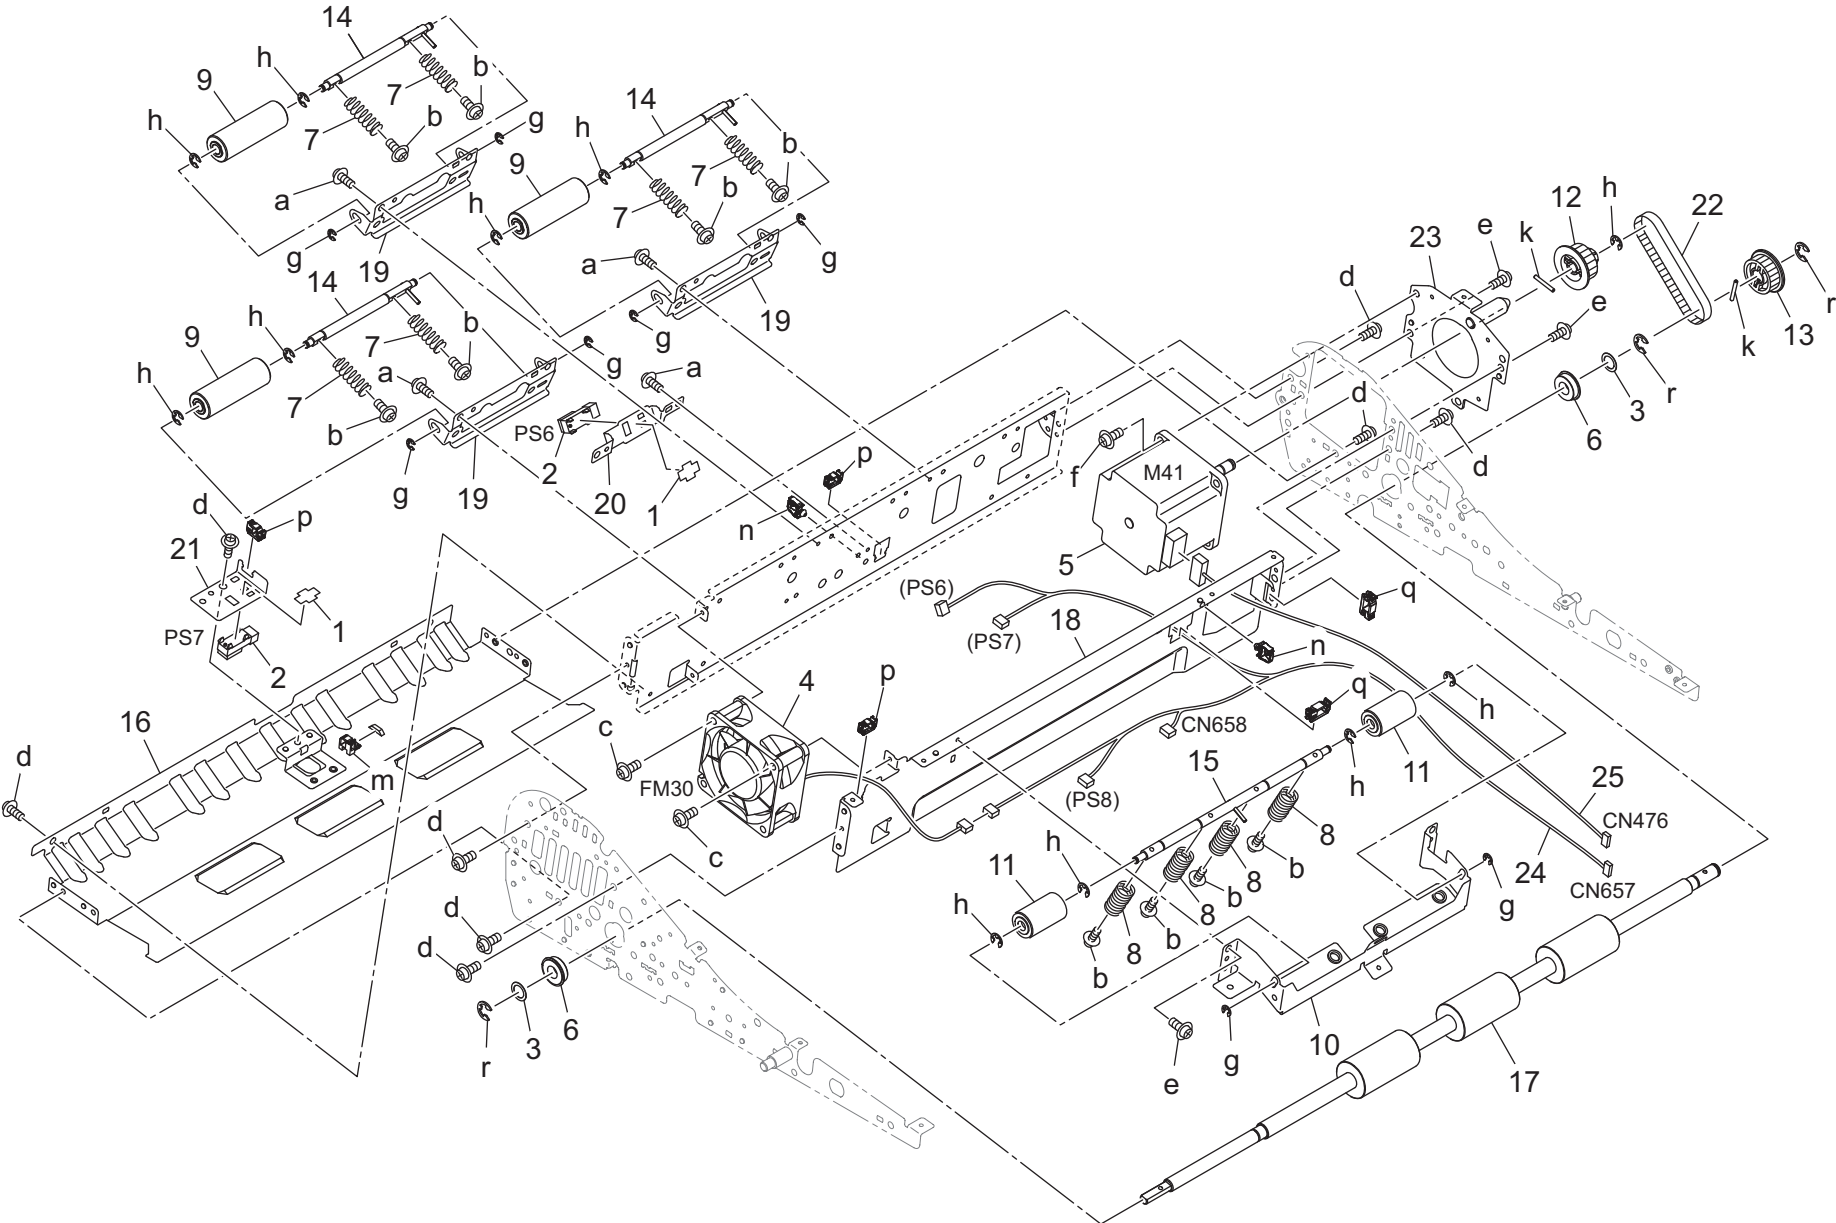 14
h
b
9
7
14
g
h
h
7
b
b
9
7
a
h
h
12
22
7
b
k
e
23
g
19
a
g
14
d
r
13
e
h
b
g
19
9
7
g
k
a
h
a
3
r
7
6
d
b
PS6
p
2
M41
f
d
g
19
20
1
n
d
p
21
5
(PS6)
q
1
18
PS7
(PS7)
n
2
p
4
q
h
16
CN658
c
11
m
15
h
d
FM30
(PS8)
25
8
CN476
c
d
b
h
11
8
24
b
CN657
h
8
g
d
b
8
b
d
10
6
3
g
r
e
17